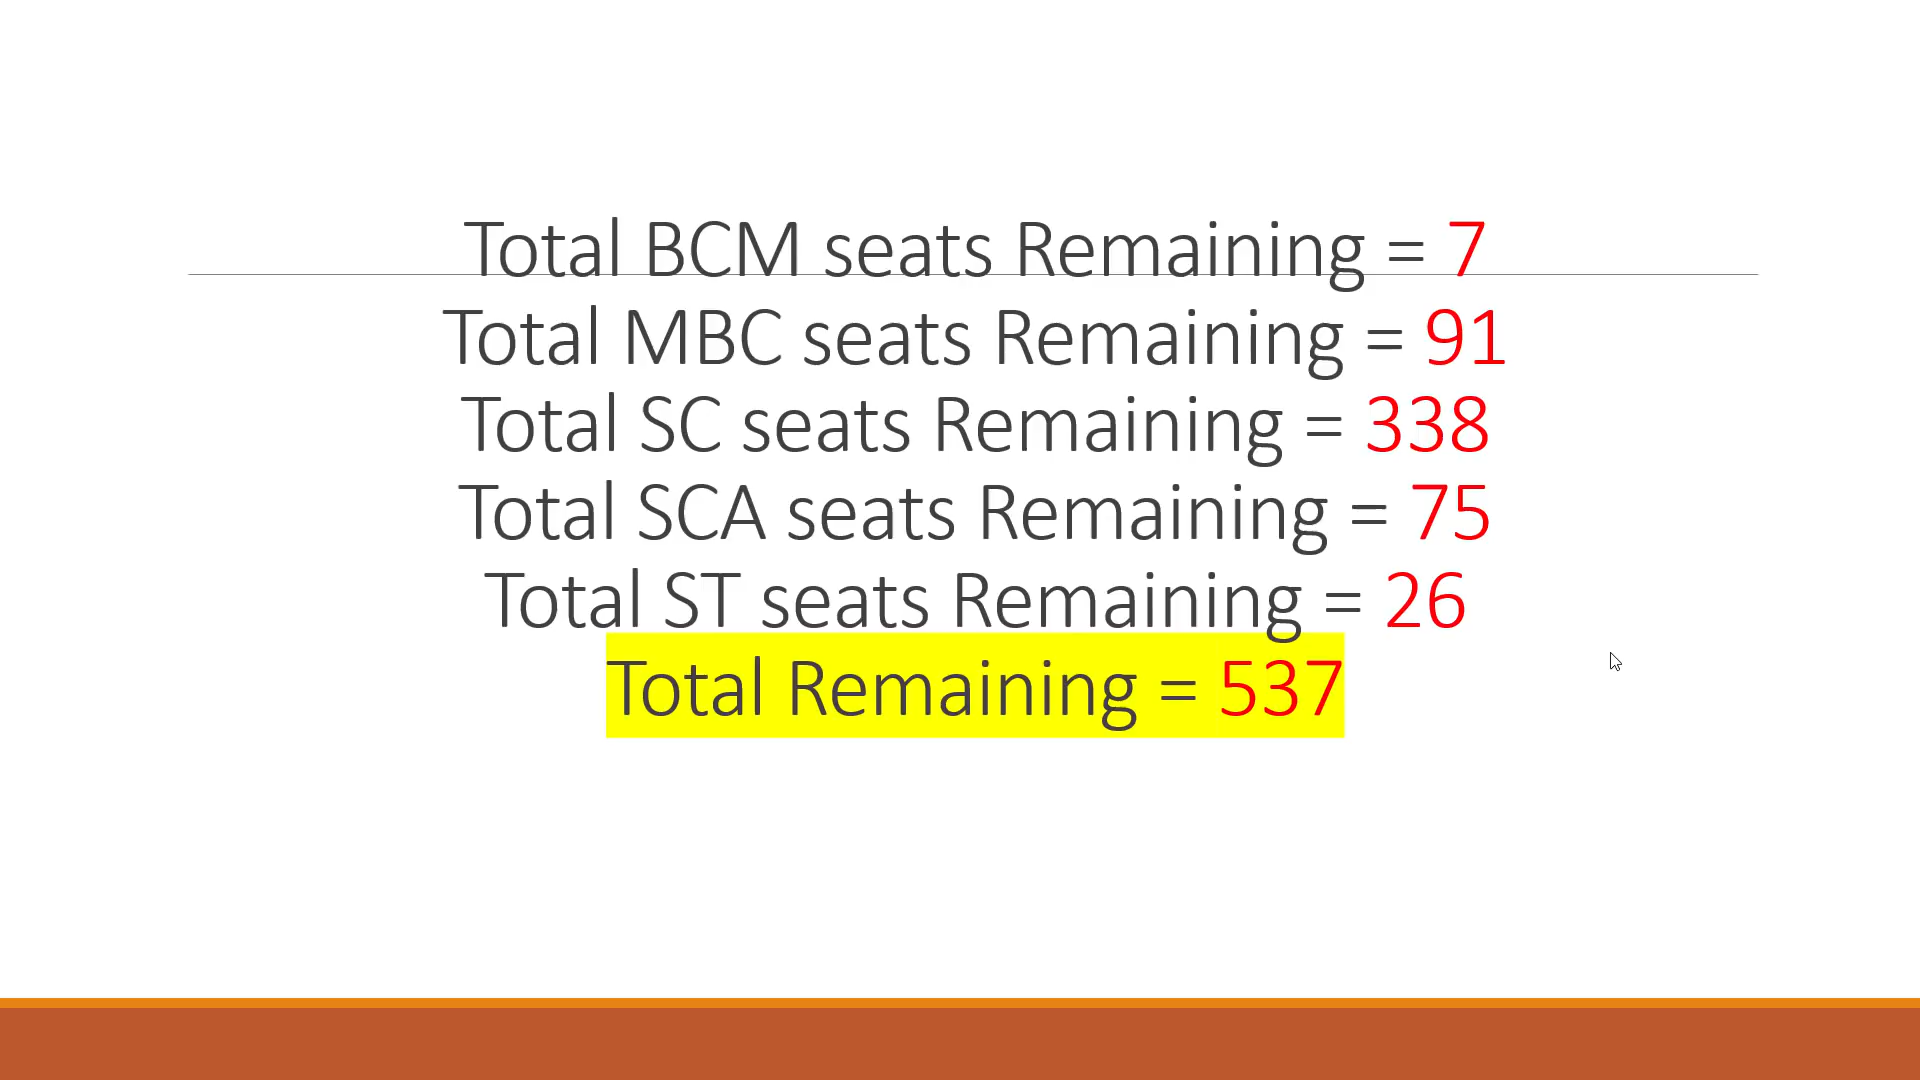 Total BCM seats Remaining = 7
Total MBC seats Remaining = 91
Total SC seats Remaining = 338
Total SCA seats Remaining = 75
Total ST seats Remaining = 26
Total Remaining = 537